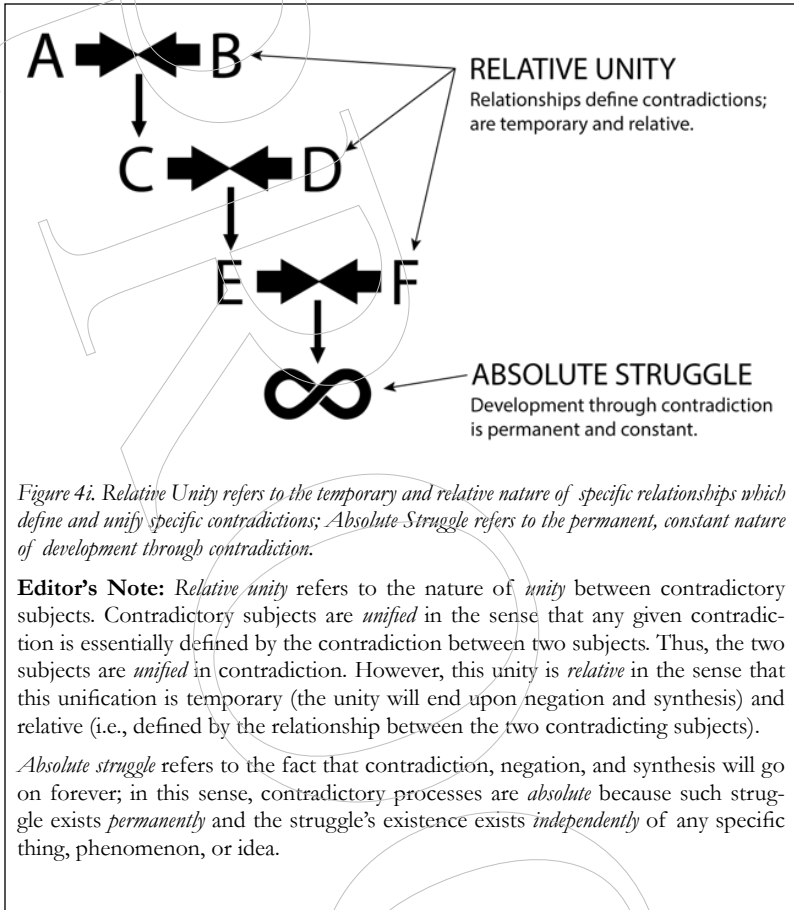 A B
RELATIVE UNITY
Relationships define contradictions;
are temporary and relative.
C D
E F
ABSOLUTE STRUGGLE
Development through contradiction
is permanent and constant.
Figure 4i. Relative Unity refers to the temporary and relative nature of specific relationships which
define and unify specific contradictions; Absolute Struggle refers to the permanent, constant nature
of development through contradiction.
Editor's Note: Relative unity refers to the nature of unity between contradictory
subjects. Contradictory subjects are unified in the sense that any given contradic-
tion is essentially defined by the contradiction between two subjects. Thus, the two
subjects are unified in contradiction. However, this unity is relative in the sense that
this unification is temporary (the unity will end upon negation and synthesis) and
relative (i.e., defined by the relationship between the two contradicting subjects).
Absolute struggle refers to the fact that contradiction, negation, and synthesis will go
on forever; in this sense, contradictory processes are absolute because such strug-
gle exists permanently and the struggle's existence exists independently of any specific
thing, phenomenon, or idea.